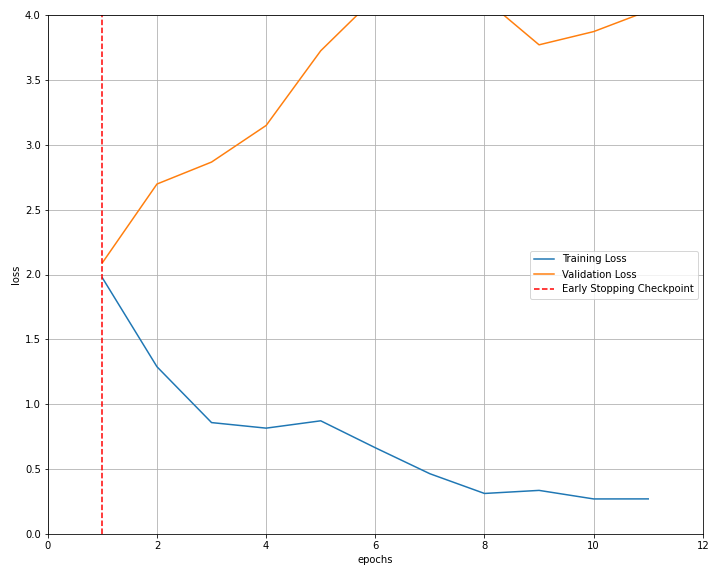 4.0
3.5
3.0
2.5
2.0
1.5
1.0
0.5
0.0
loss
Training Loss
Validation Loss
Early Stopping Checkpoint
0 2 4 6 8 10 12
epochs